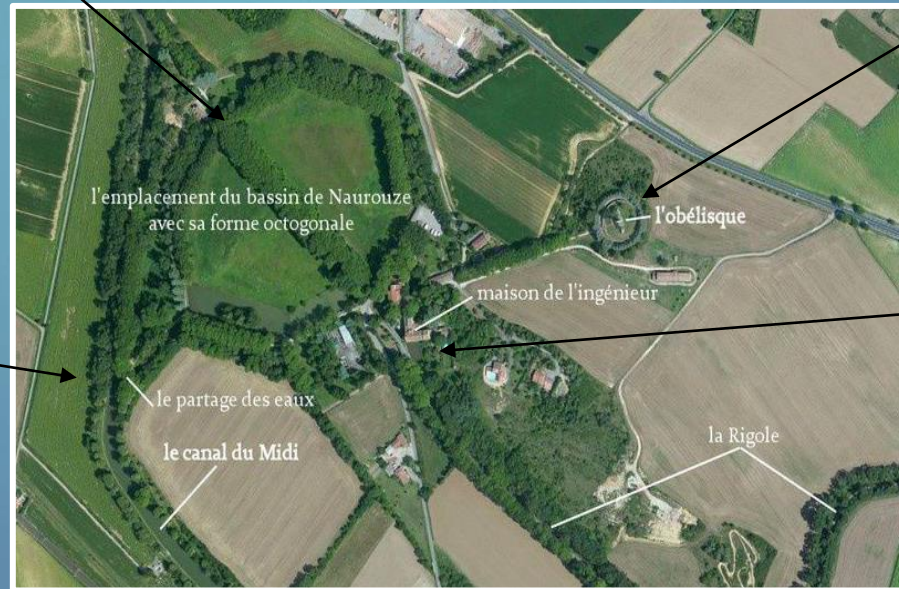 l'emplacement du bassin de Naurouze
avec sa forme octogonale
l'obélisque
maison de l'ingénieur
le partage des eaux
le canal du Midi
la Rigole